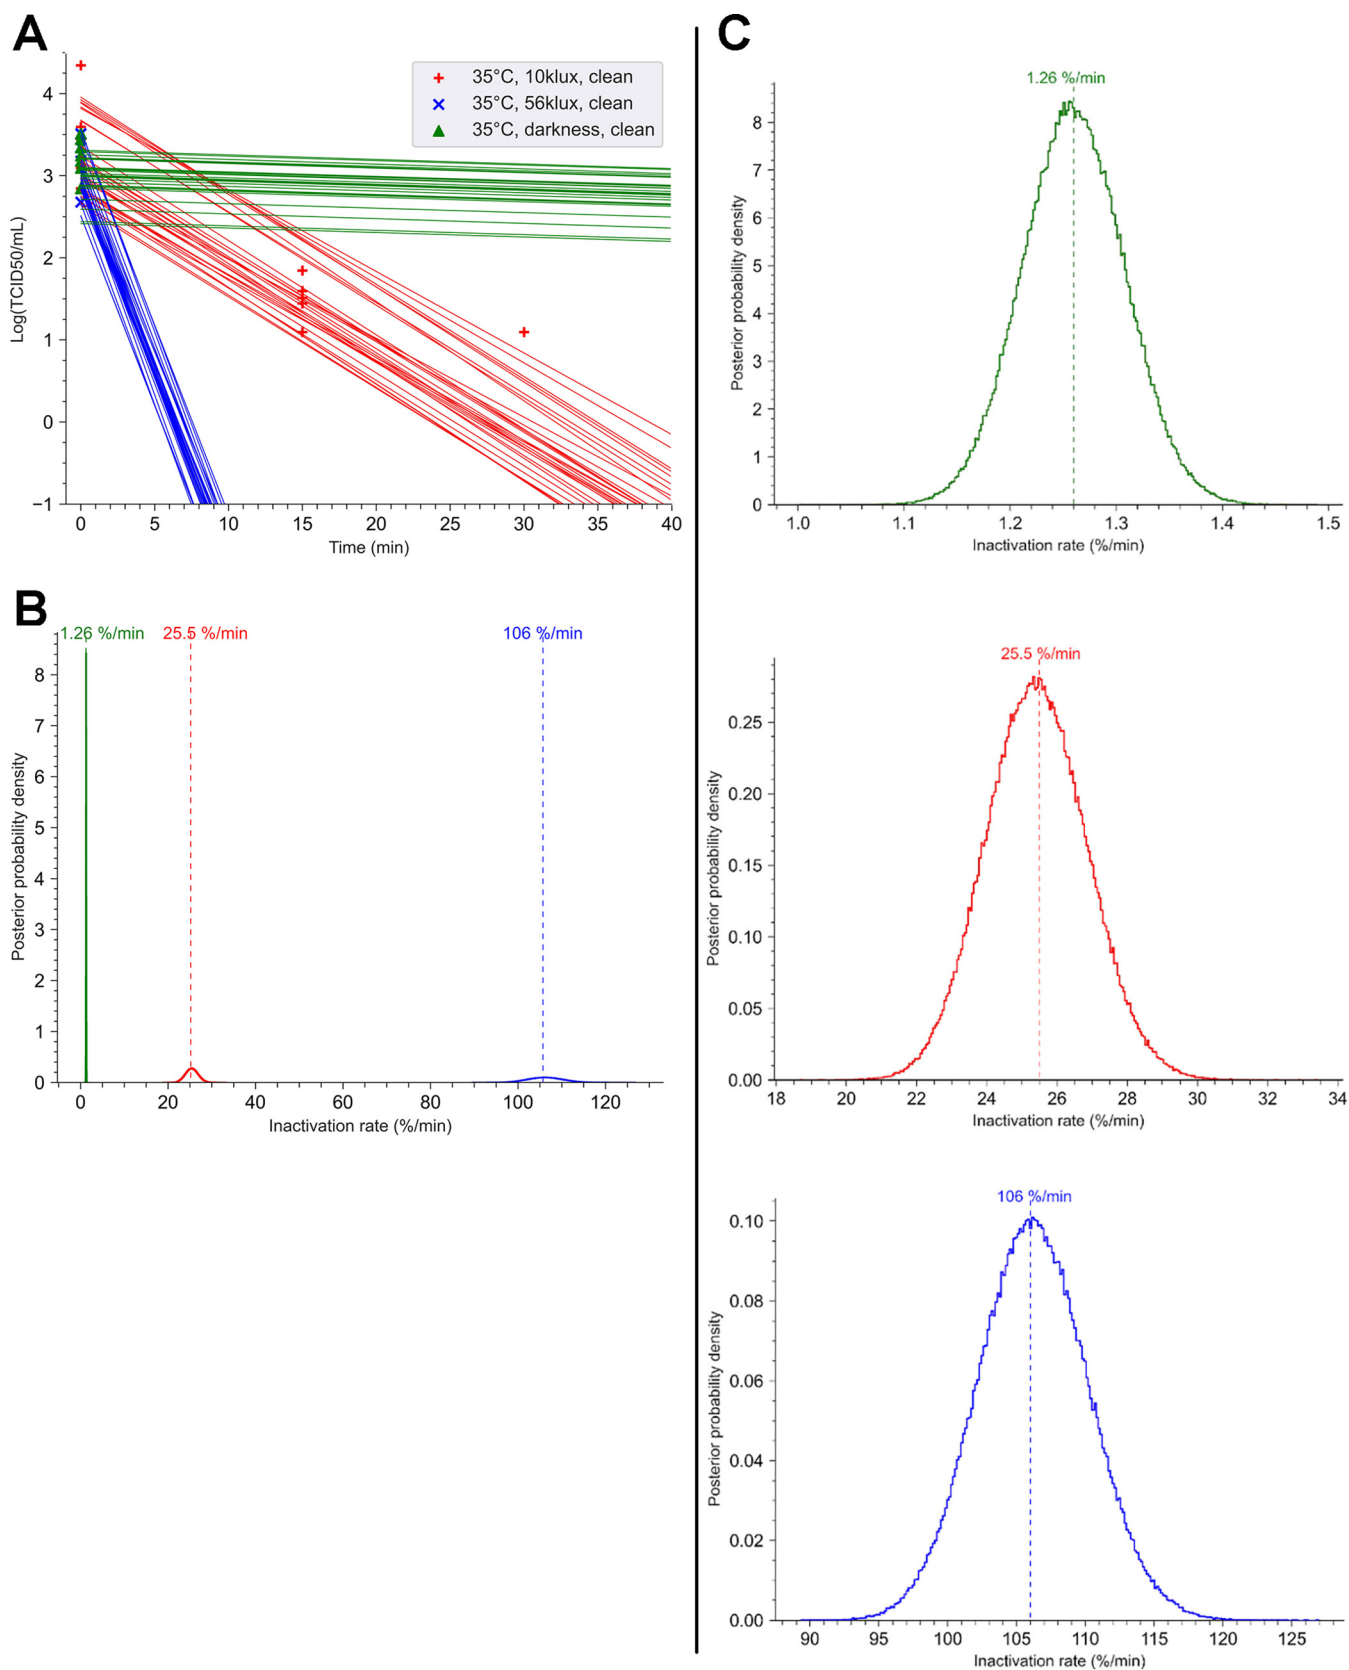 A
4
3
2
1
0
−1
Log(TCID50/mL)
35°C, 10klux, clean
35°C, 56klux, clean
35°C, darkness, clean
0 5 10 15 20 25 30 35 40
Time (min)
B
1.26 %/min 25.5 %/min 106 %/min
8
7
6
5
4
3
2
1
0
Posterior probability density
0 20 40 60 80 100 120
Inactivation rate (%/min)
C
1.26 %/min
8
7
6
5
4
3
2
1
0
Posterior probability density
1.0 1.1 1.2 1.3 1.4 1.5
Inactivation rate (%/min)
25.5 %/min
0.25
0.20
0.15
0.10
0.05
0.00
Posterior probability density
18 20 22 24 26 28 30 32 34
Inactivation rate (%/min)
106 %/min
0.10
0.08
0.06
0.04
0.02
0.00
Posterior probability density
90 95 100 105 110 115 120 125
Inactivation rate (%/min)